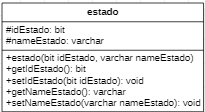 estado
#idEstado: bit
#nameEstado: varchar
+estado(bit idEstado, varchar nameEstado)
+getIdEstado(): bit
+setIdEstado(bit idEstado): void
+getNameEstado(): varchar
+setNameEstado(varchar nameEstado): void